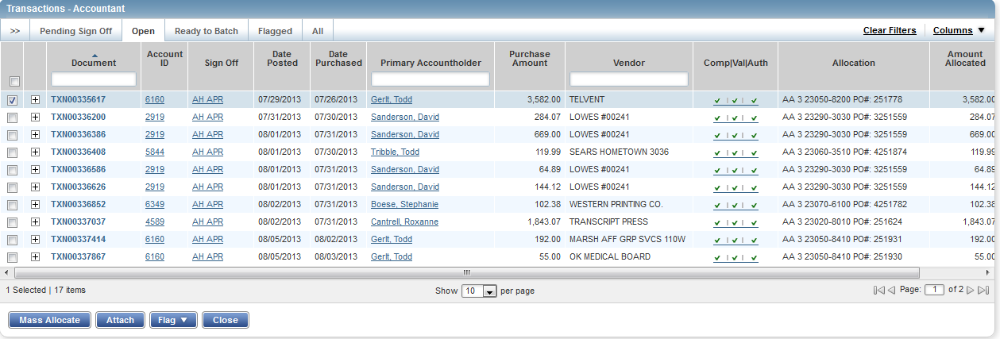 Transactions - Accountant
>> Pending Sign Off Open Ready to Batch Flagged All Clear Filters Columns
Document Account ID Sign Off Date Posted Date Purchased Primary Accountholder Purchase Amount Vendor Comp|Val|Auth Allocation Amount Allocated
TXN00335617 6160 AH APR 07/29/2013 07/26/2013 Gerlt, Todd 3,582.00 TELVENT AA 3 23050-8200 PO#: 251778 3,582.00
TXN00336200 2919 AH APR 07/31/2013 07/30/2013 Sanderson, David 284.07 LOWES #00241 AA 3 23290-3030 PO#: 3251559 284.07
TXN00336386 2919 AH APR 08/01/2013 07/31/2013 Sanderson, David 669.00 LOWES #00241 AA 3 23290-3030 PO#: 3251559 669.00
TXN00336408 5844 AH APR 08/01/2013 07/30/2013 Tribble, Todd 119.99 SEARS HOMETOWN 3036 AA 3 23060-3510 PO#: 4251874 119.99
TXN00336586 2919 AH APR 08/01/2013 07/31/2013 Sanderson, David 64.89 LOWES #00241 AA 3 23290-3030 PO#: 3251559 64.89
TXN00336626 2919 AH APR 08/01/2013 07/31/2013 Sanderson, David 144.12 LOWES #00241 AA 3 23290-3030 PO#: 3251559 144.12
TXN00336852 6349 AH APR 08/02/2013 07/31/2013 Boese, Stephanie 102.38 WESTERN PRINTING CO. AA 3 23070-6100 PO#: 4251782 102.38
TXN00337037 4589 AH APR 08/02/2013 07/31/2013 Cantrell, Roxanne 1,843.07 TRANSCRIPT PRESS AA 3 23020-8010 PO#: 251624 1,843.07
TXN00337414 6160 AH APR 08/05/2013 08/02/2013 Gerlt, Todd 192.00 MARSH AFF GRP SVCS 110W AA 3 23050-8410 PO#: 251931 192.00
TXN00337867 6160 AH APR 08/05/2013 08/03/2013 Gerlt, Todd 55.00 OK MEDICAL BOARD AA 3 23050-8410 PO#: 251930 55.00
1 Selected | 17 items Show 10 per page Page: 1 of 2
Mass Allocate Attach Flag Close